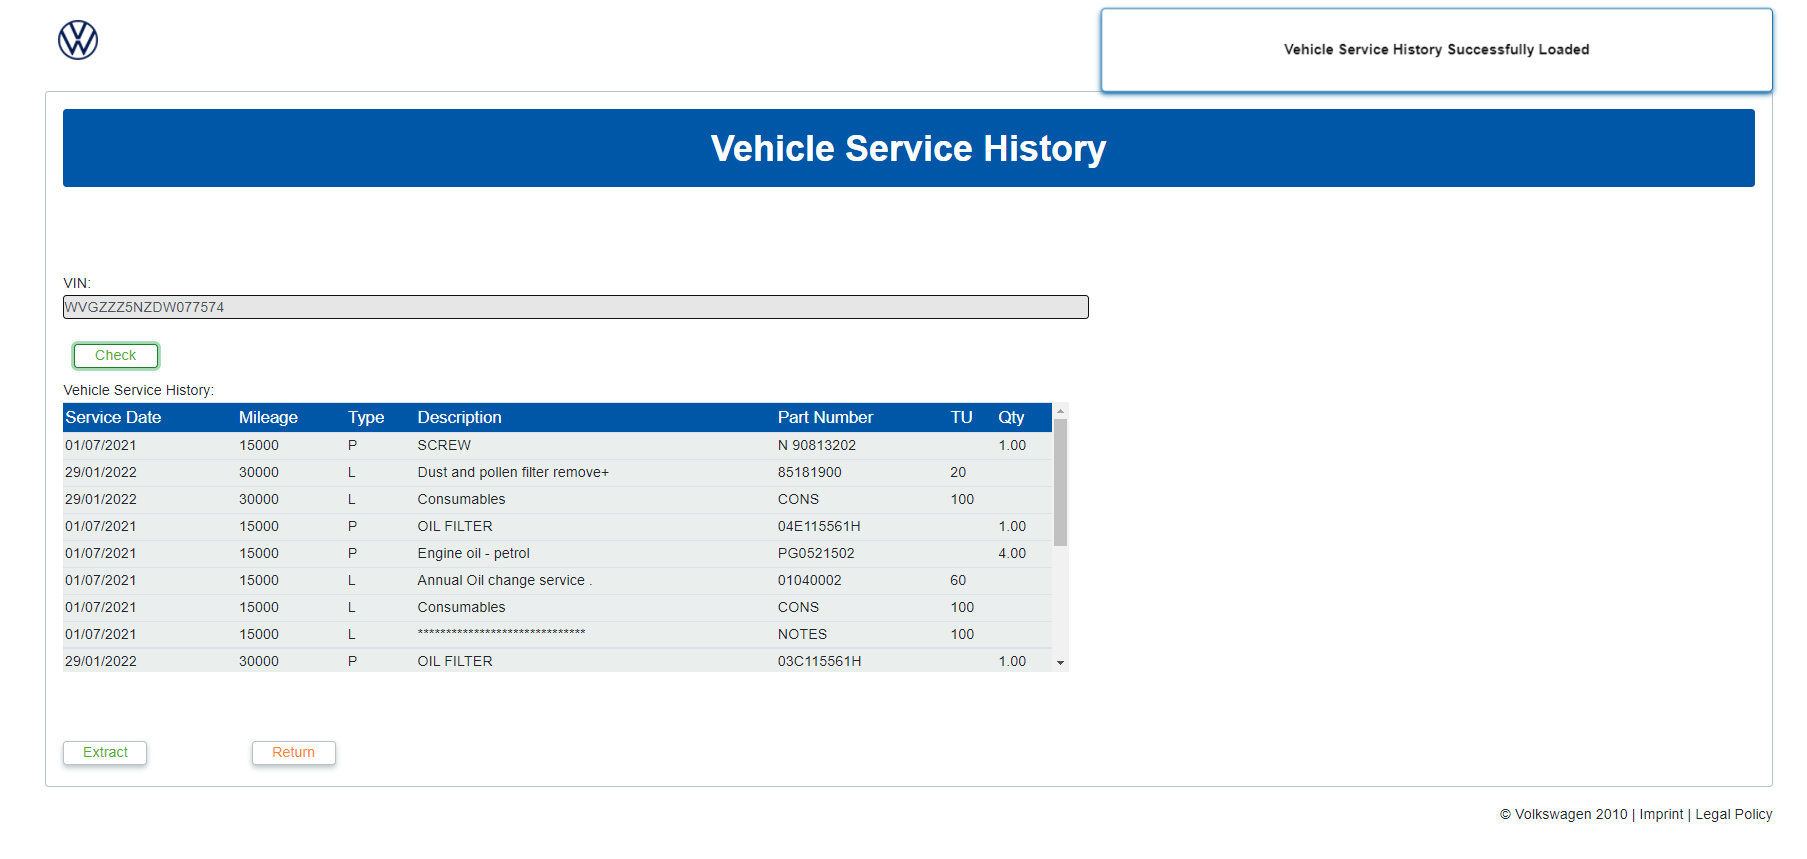 Vehicle Service History Successfully Loaded
Vehicle Service History
VIN:
WVGZZZ5NZDW077574
Check
Vehicle Service History:
Service Date Mileage Type Description Part Number TU Qty
01/07/2021 15000 P SCREW N 90813202 1.00
29/01/2022 30000 L Dust and pollen filter remove+ 85181900 20
29/01/2022 30000 L Consumables CONS 100
01/07/2021 15000 P OIL FILTER 04E115561H 1.00
01/07/2021 15000 P Engine oil - petrol PG0521502 4.00
01/07/2021 15000 L Annual Oil change service . 01040002 60
01/07/2021 15000 L Consumables CONS 100
01/07/2021 15000 L ****************************** NOTES 100
29/01/2022 30000 P OIL FILTER 03C115561H 1.00
Extract Return
© Volkswagen 2010 | Imprint | Legal Policy